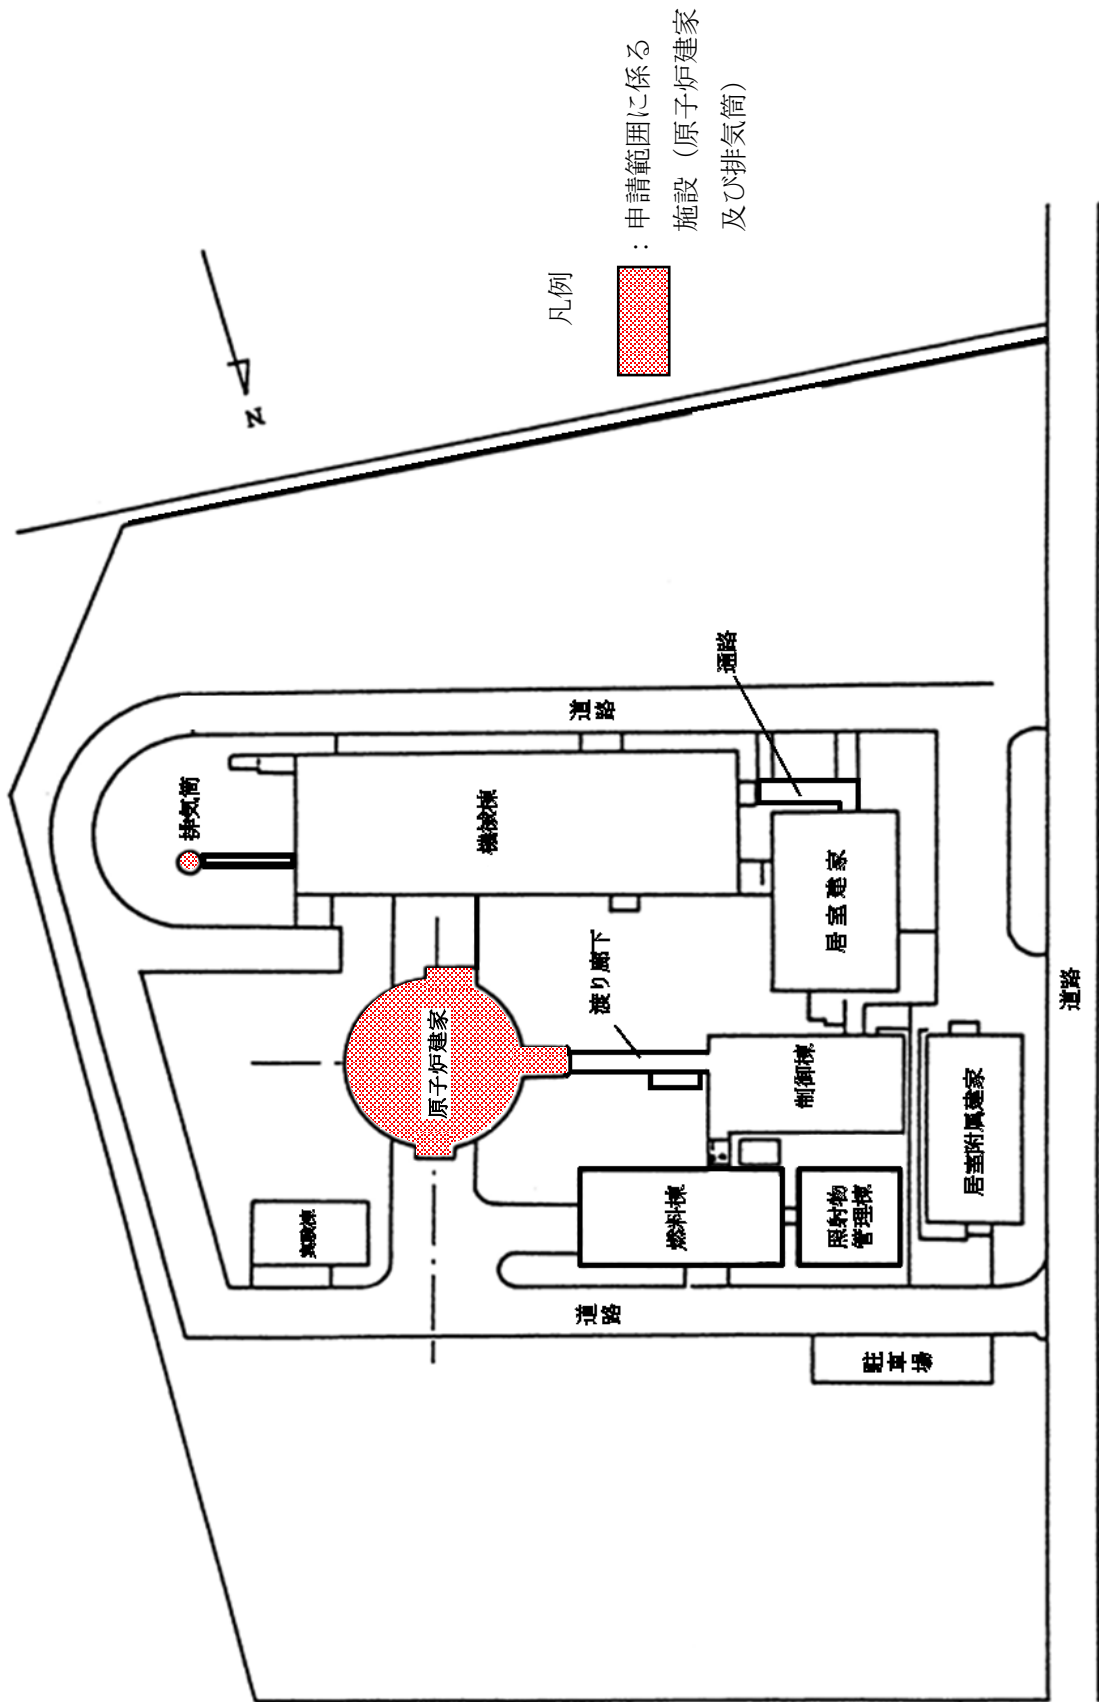 凡例
：申請範囲に係る
施設（原子炉建家
及び排気筒）
N
排気筒
道
路
機械棟
通路
居室建家
渡り廊下
原子炉建家
制御棟
居室附属建家
道路
実験棟
燃料棟
照射物
管理棟
道
路
駐車場